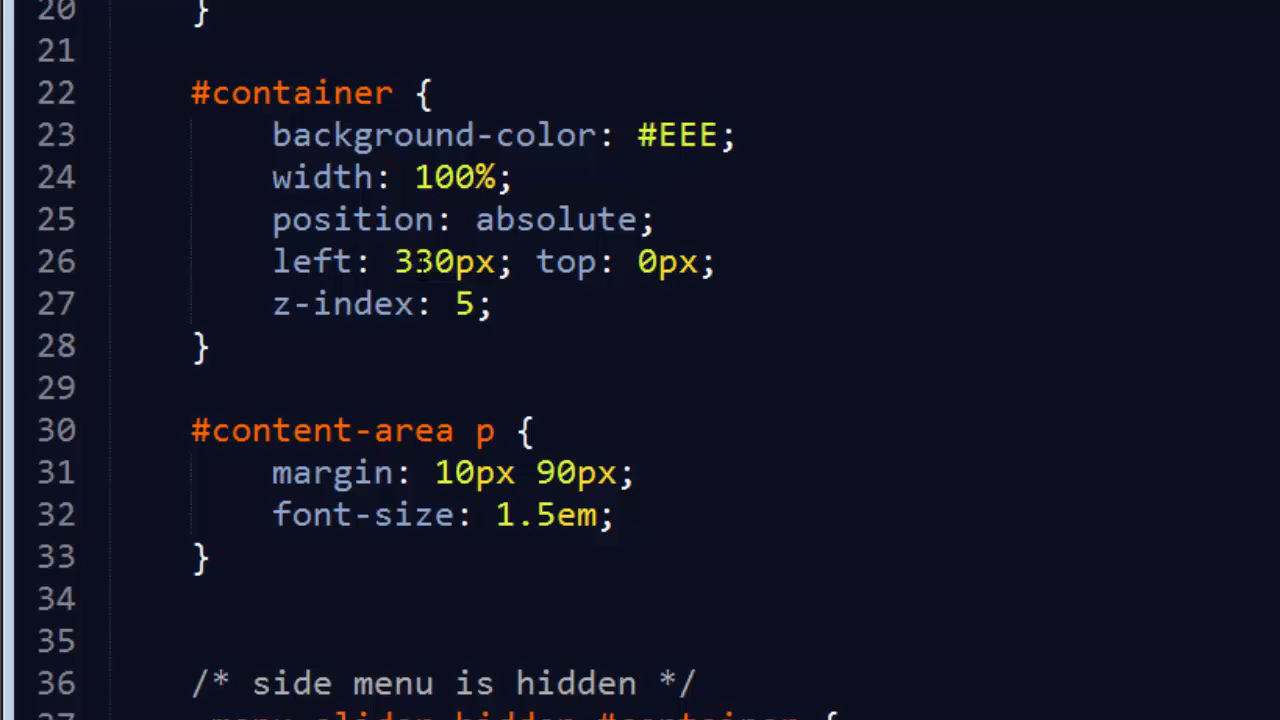 20 }
21
22 #container {
23 background-color: #EEE;
24 width: 100%;
25 position: absolute;
26 left: 330px; top: 0px;
27 z-index: 5;
28 }
29
30 #content-area p {
31 margin: 10px 90px;
32 font-size: 1.5em;
33 }
34
35
36 /* side menu is hidden */